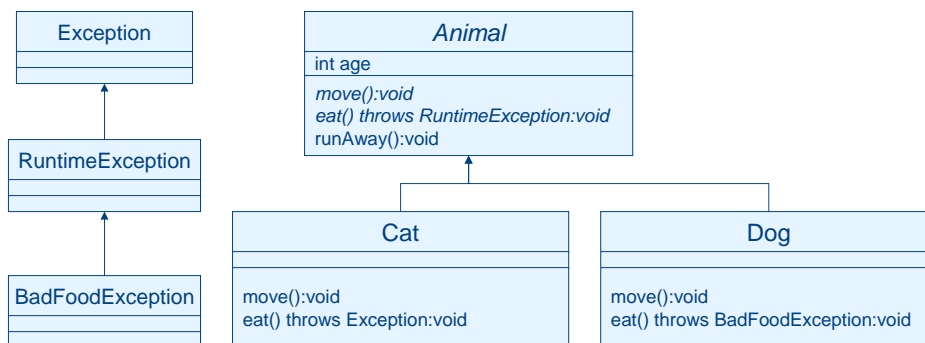 Exception
RuntimeException
BadFoodException
Animal
int age
move():void
eat() throws RuntimeException:void
runAway():void
Cat
move():void
eat() throws Exception:void
Dog
move():void
eat() throws BadFoodException:void